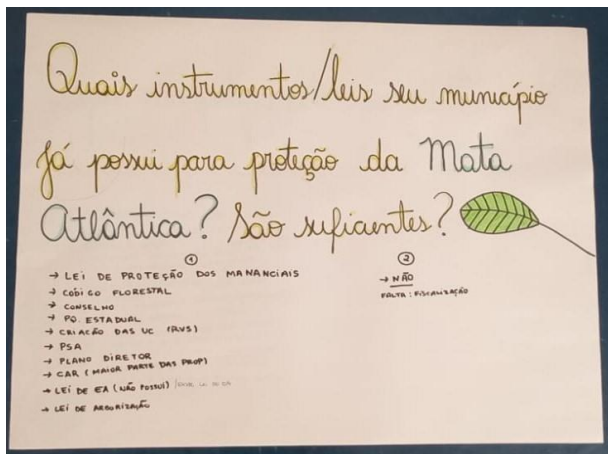 Quais instrumentos/leis seu município
já possui para proteção da Mata
Atlântica? São suficientes?
①
→ LEI DE PROTEÇÃO DOS MANANCIAIS
→ CÓDIGO FLORESTAL
→ CONSELHO
→ PQ. ESTADUAL
→ CRIAÇÃO DAS UC (RVS)
→ PSA
→ PLANO DIRETOR
→ CAR (MAIOR PARTE DAS PROP)
→ LEI DE EA (NÃO POSSUI)
→ LEI DE ARBORIZAÇÃO
②
→ NÃO
FALTA: FISCALIZAÇÃO